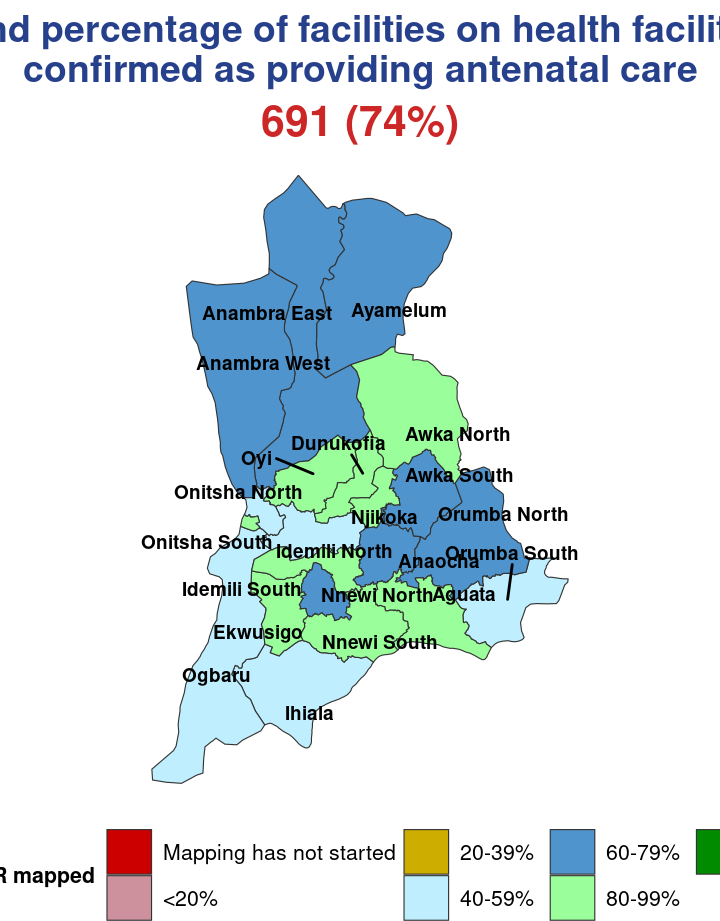 nd percentage of facilities on health facilit
confirmed as providing antenatal care
691 (74%)
Anambra East
Ayamelum
Anambra West
Awka North
Dunukofia
Oyi
Awka South
Onitsha North
Njikoka
Orumba North
Onitsha South
Idemili North
Orumba South
Anaocha
Idemili South
Nnewi North
Aguata
Ekwusigo
Nnewi South
Ogbaru
Ihiala
R mapped
Mapping has not started
20-39%
60-79%
<20%
40-59%
80-99%